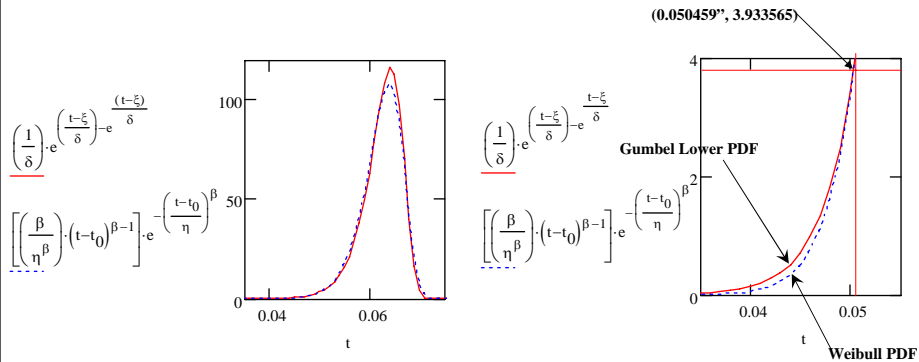 (0.050459”, 3.933565)
(1/δ)·e^((t−ξ)/δ)−e^((t−ξ)/δ)
[(β/η^β)·(t−t0)^(β−1)]·e^−((t−t0)/η)^β
100
50
0
0.04 0.06
t
(1/δ)·e^((t−ξ)/δ)−e^((t−ξ)/δ)
[(β/η^β)·(t−t0)^(β−1)]·e^−((t−t0)/η)^β
4
2
0
0.04 0.05
t
Gumbel Lower PDF
Weibull PDF